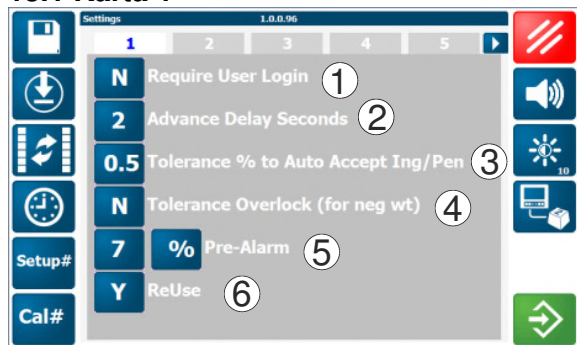 Settings 1.0.0.96
1 2 3 4 5
N Require User Login 1
2 Advance Delay Seconds 2
0.5 Tolerance % to Auto Accept Ing/Pen 3
10
N Tolerance Overlock (for neg wt) 4
7 % Pre-Alarm 5
Setup#
Y ReUse 6
Cal#